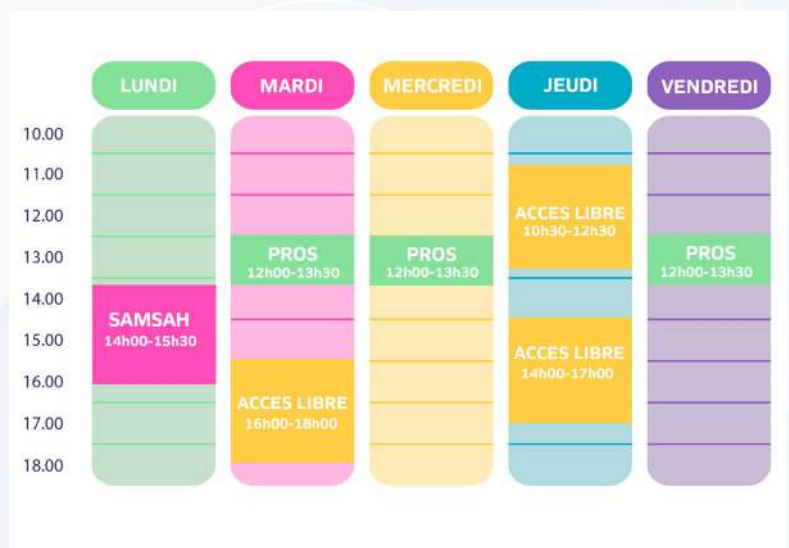 LUNDI
MARDI
MERCREDI
JEUDI
VENDREDI
10.00
11.00
12.00
13.00
14.00
15.00
16.00
17.00
18.00
SAMSAH
14h00-15h30
PROS
12h00-13h30
ACCES LIBRE
16h00-18h00
PROS
12h00-13h30
ACCES LIBRE
10h30-12h30
ACCES LIBRE
14h00-17h00
PROS
12h00-13h30